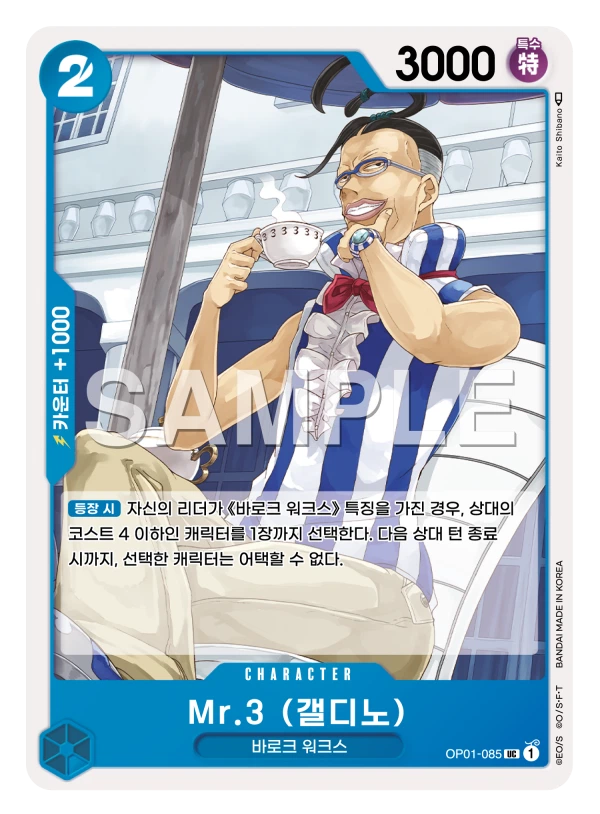 2
3000
특수
特
Kaito Shibano
카운터 +1000
SAMPLE
등장 시 자신의 리더가 《바로크 워크스》 특징을 가진 경우, 상대의
코스트 4 이하인 캐릭터를 1장까지 선택한다. 다음 상대 턴 종료
시까지, 선택한 캐릭터는 어택할 수 없다.
CHARACTER
Mr.3 (갤디노)
바로크 워크스
OP01-085 UC 1
©EO/S ©O/S·F·T BANDAI MADE IN KOREA